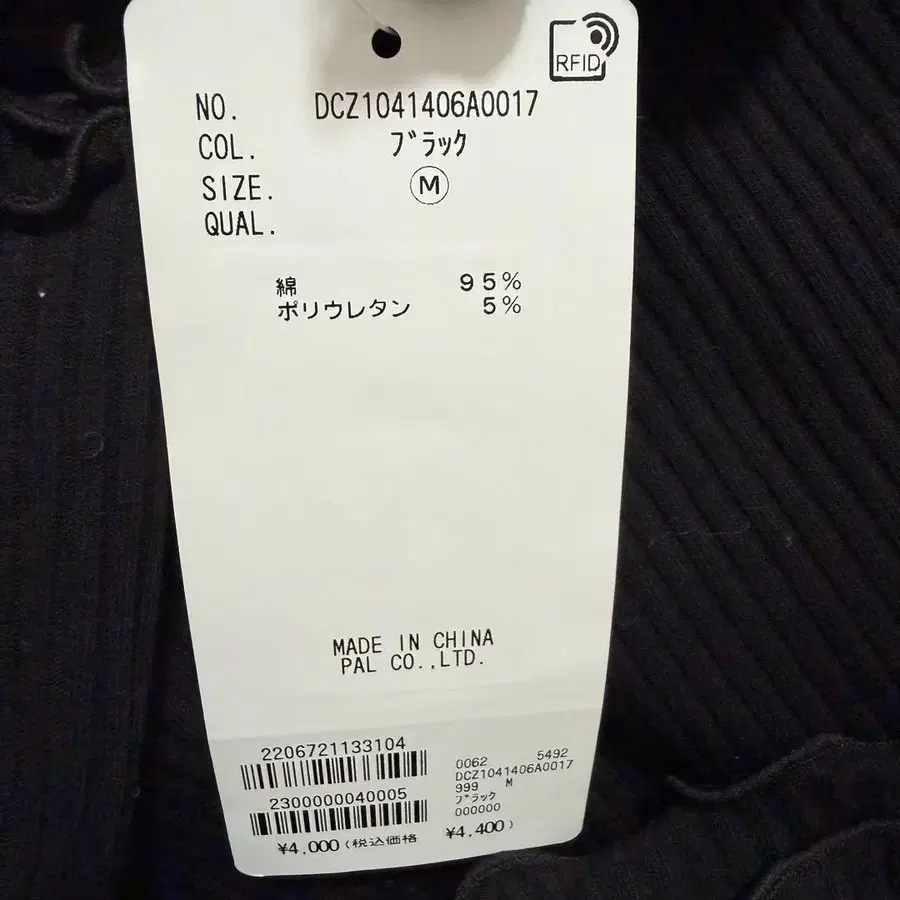 RFID
NO. DCZ1041406A0017
COL. ブラック
SIZE. M
QUAL.
綿 95%
ポリウレタン 5%
MADE IN CHINA
PAL CO.,LTD.
2206721133104
2300000040005
¥4,000(税込価格 ¥4,400)
0062 5492
DCZ1041406A0017
999 M
ブラック
000000